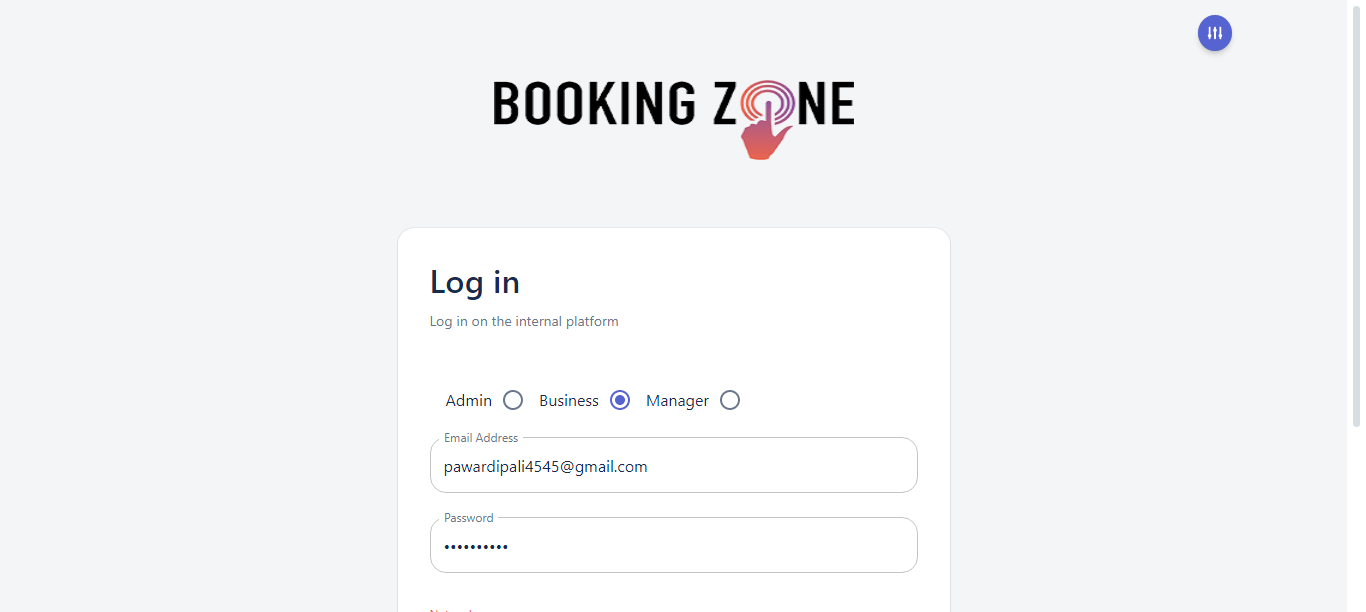 BOOKING ZONE
Log in
Log in on the internal platform
Admin Business Manager
Email Address
pawardipali4545@gmail.com
Password
••••••••••